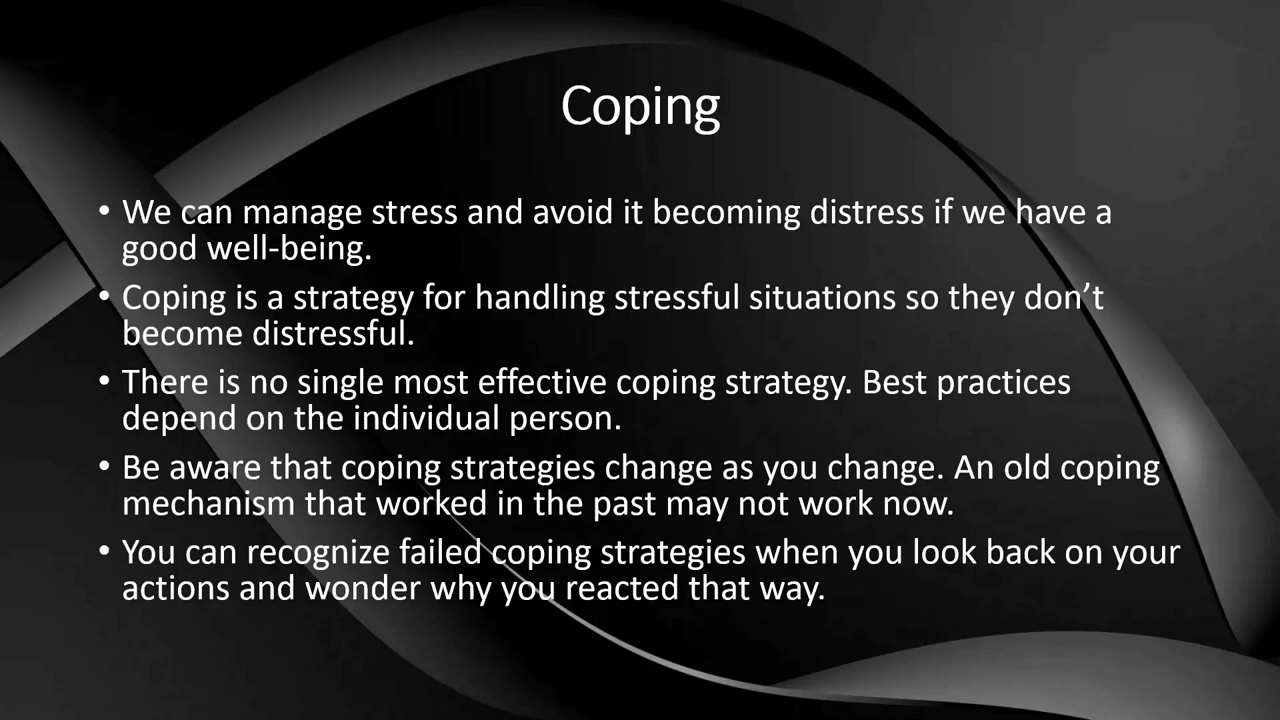 Coping
• We can manage stress and avoid it becoming distress if we have a
good well-being.
• Coping is a strategy for handling stressful situations so they don’t
become distressful.
• There is no single most effective coping strategy. Best practices
depend on the individual person.
• Be aware that coping strategies change as you change. An old coping
mechanism that worked in the past may not work now.
• You can recognize failed coping strategies when you look back on your
actions and wonder why you reacted that way.